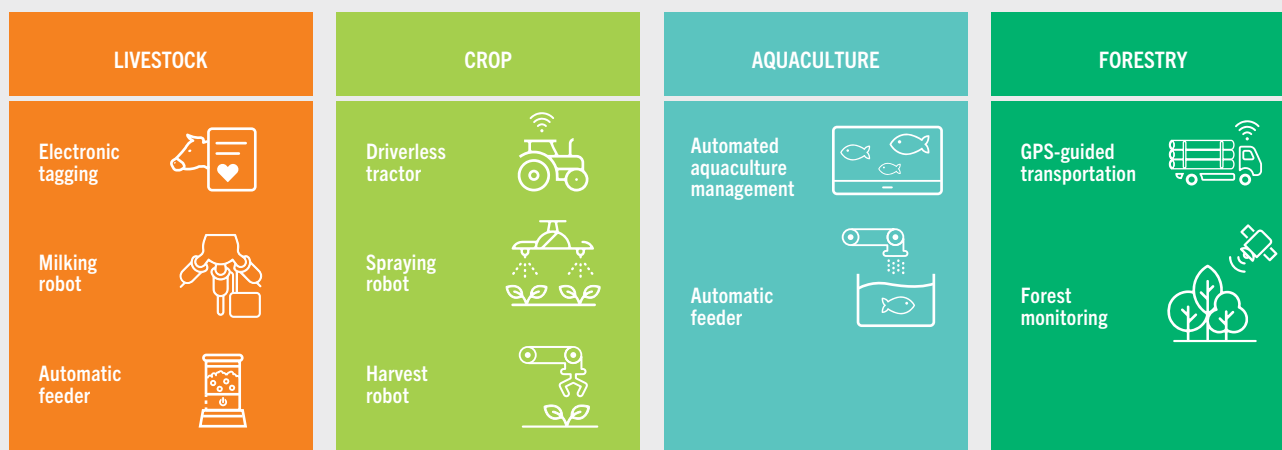 LIVESTOCK
Electronic
tagging
Milking
robot
Automatic
feeder
CROP
Driverless
tractor
Spraying
robot
Harvest
robot
AQUACULTURE
Automated
aquaculture
management
Automatic
feeder
FORESTRY
GPS-guided
transportation
Forest
monitoring